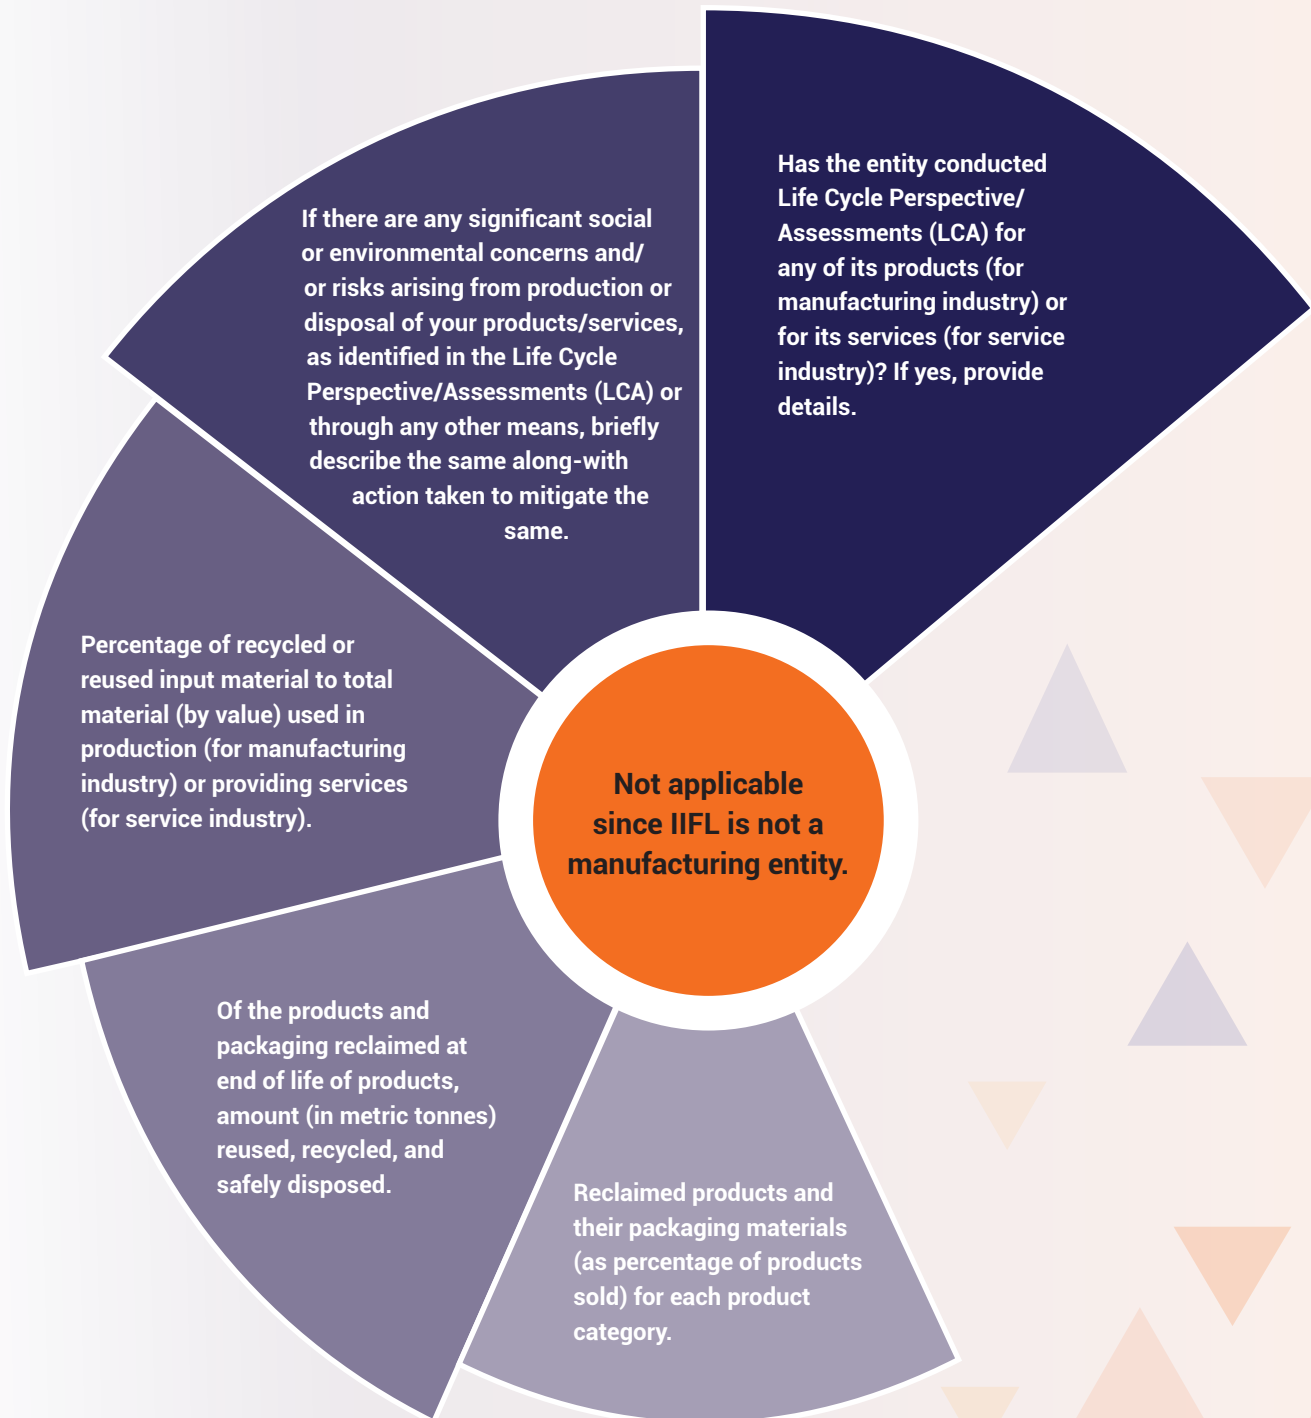 Has the entity conducted
Life Cycle Perspective/
Assessments (LCA) for
any of its products (for
manufacturing industry) or
for its services (for service
industry)? If yes, provide
details.
If there are any significant social
or environmental concerns and/
or risks arising from production or
disposal of your products/services,
as identified in the Life Cycle
Perspective/Assessments (LCA) or
through any other means, briefly
describe the same along-with
action taken to mitigate the
same.
Percentage of recycled or
reused input material to total
material (by value) used in
production (for manufacturing
industry) or providing services
(for service industry).
Not applicable
since IIFL is not a
manufacturing entity.
Of the products and
packaging reclaimed at
end of life of products,
amount (in metric tonnes)
reused, recycled, and
safely disposed.
Reclaimed products and
their packaging materials
(as percentage of products
sold) for each product
category.